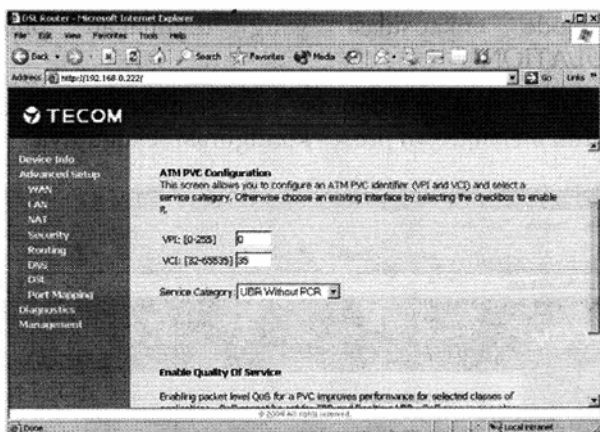 DSL Router - Microsoft Internet Explorer
File Edit View Favorites Tools Help
Back Search Favorites Media
Address http://192.168.0.222/ Go Links
TECOM
Device Info
Advanced Setup
WAN
LAN
NAT
Security
Routing
DNS
DSL
Port Mapping
Diagnostics
Management
ATM PVC Configuration
This screen allows you to configure an ATM PVC identifier (VPI and VCI) and select a
service category. Otherwise choose an existing interface by selecting the checkbox to enable
it.
VPI: [0-255] 0
VCI: [32-65535] 35
Service Category: UBR Without PCR
Enable Quality Of Service
Enabling packet level QoS for a PVC improves performance for selected classes of
© 2004 All rights reserved.
Done Local intranet